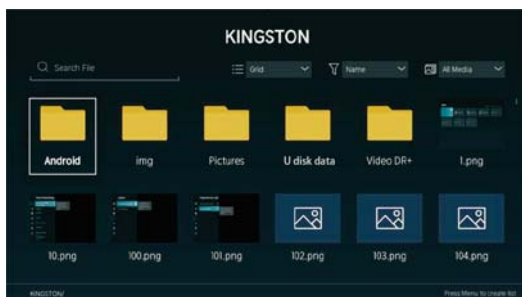 KINGSTON
Search File
Grid
Name
All Media
Android
img
Pictures
U disk data
Video DR+
1.png
10.png
100.png
101.png
102.png
103.png
104.png
KINGSTON/
Press Menu to create list